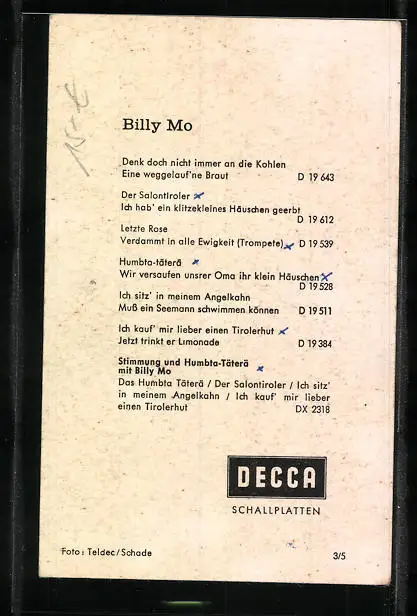 15,- €
Billy Mo
Denk doch nicht immer an die Kohlen
Eine weggelauf'ne Braut D 19 643
Der Salontiroler
Ich hab' ein klitzekleines Häuschen geerbt
D 19 612
Letzte Rose
Verdammt in alle Ewigkeit (Trompete) D 19 539
Humbta-täterä
Wir versaufen unsrer Oma ihr klein Häuschen
D 19 528
Ich sitz' in meinem Angelkahn
Muß ein Seemann schwimmen können D 19 511
Ich kauf' mir lieber einen Tirolerhut
Jetzt trinkt er Limonade D 19 384
Stimmung und Humbta-Täterä
mit Billy Mo
Das Humbta Täterä / Der Salontiroler / Ich sitz'
in meinem Angelkahn / Ich kauf' mir lieber
einen Tirolerhut DX 2318
DECCA
SCHALLPLATTEN
Foto: Teldec/Schade 3/5